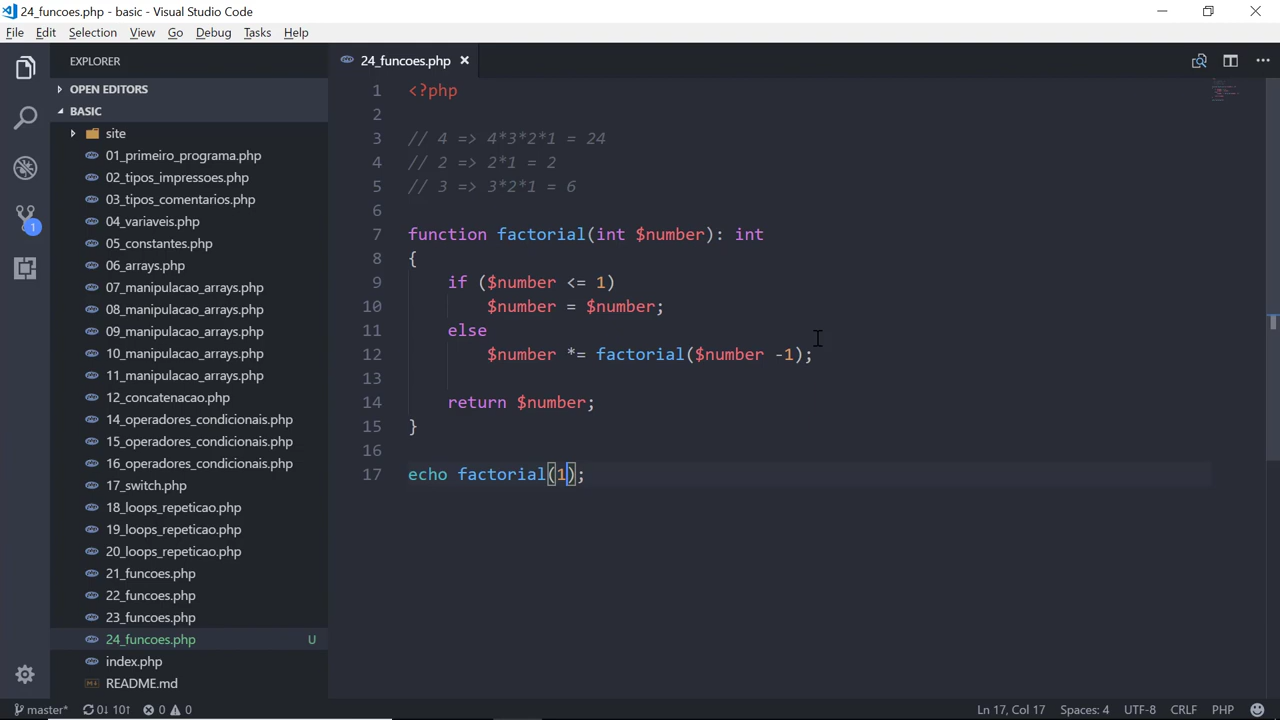 24_funcoes.php - basic - Visual Studio Code
File Edit Selection View Go Debug Tasks Help
EXPLORER
OPEN EDITORS
BASIC
site
01_primeiro_programa.php
02_tipos_impressoes.php
03_tipos_comentarios.php
04_variaveis.php
05_constantes.php
06_arrays.php
07_manipulacao_arrays.php
08_manipulacao_arrays.php
09_manipulacao_arrays.php
10_manipulacao_arrays.php
11_manipulacao_arrays.php
12_concatenacao.php
14_operadores_condicionais.php
15_operadores_condicionais.php
16_operadores_condicionais.php
17_switch.php
18_loops_repeticao.php
19_loops_repeticao.php
20_loops_repeticao.php
21_funcoes.php
22_funcoes.php
23_funcoes.php
24_funcoes.php U
index.php
README.md
1
24_funcoes.php
1 <?php
2
3 // 4 => 4*3*2*1 = 24
4 // 2 => 2*1 = 2
5 // 3 => 3*2*1 = 6
6
7 function factorial(int $number): int
8 {
9 if ($number <= 1)
10 $number = $number;
11 else
12 $number *= factorial($number -1);
13
14 return $number;
15 }
16
17 echo factorial(1);
master* 0↓ 10↑ 0 0 Ln 17, Col 17 Spaces: 4 UTF-8 CRLF PHP